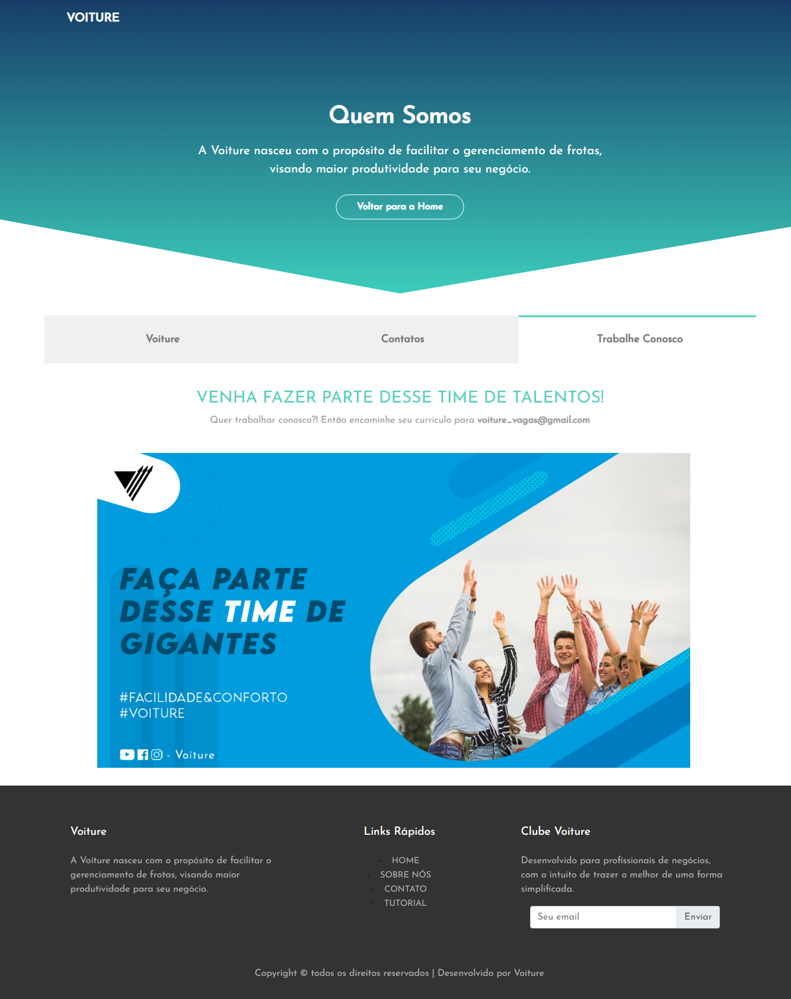 VOITURE
Quem Somos
A Voiture nasceu com o propósito de facilitar o gerenciamento de frotas,
visando maior produtividade para seu negócio.
Voltar para a Home
Voiture
Contatos
Trabalhe Conosco
VENHA FAZER PARTE DESSE TIME DE TALENTOS!
Quer trabalhar conosco?! Então encaminhe seu currículo para voiture_vagas@gmail.com
FAÇA PARTE
DESSE TIME DE
GIGANTES
#FACILIDADE&CONFORTO
#VOITURE
- Voiture
Voiture
A Voiture nasceu com o propósito de facilitar o
gerenciamento de frotas, visando maior
produtividade para seu negócio.
Links Rápidos
HOME
SOBRE NÓS
CONTATO
TUTORIAL
Clube Voiture
Desenvolvido para profissionais de negócios,
com o intuito de trazer o melhor de uma forma
simplificada.
Seu email
Enviar
Copyright © todos os direitos reservados | Desenvolvido por Voiture